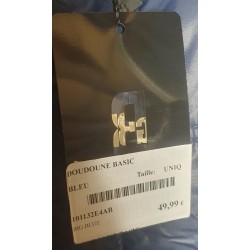 DOUDOUNE BASIC
BLEU Taille: UNIQ
101132E4AB
49,99 €